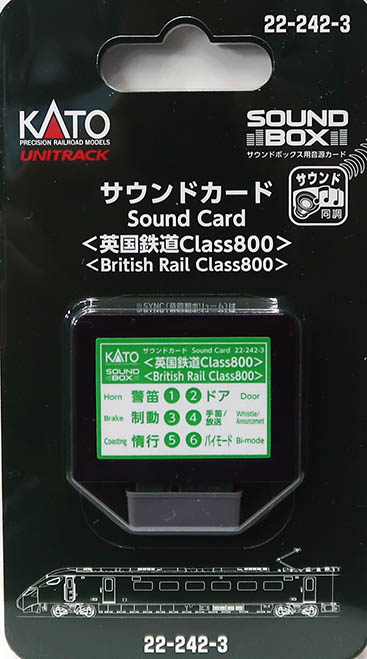 22-242-3
KATO
PRECISION RAILROAD MODELS
UNITRACK
SOUND
BOX
サウンドボックス用音源カード
サウンドカード
Sound Card
サウンド
同調
<英国鉄道Class800>
<British Rail Class800>
KATO サウンドカード Sound Card 22-242-3
SOUND
BOX
<英国鉄道Class800>
<British Rail Class800>
Horn 警笛 1 2 ドア Door
Brake 制動 3 4 手笛/放送 Whistle/Announcement
Coasting 惰行 5 6 バイモード Bi-mode
22-242-3